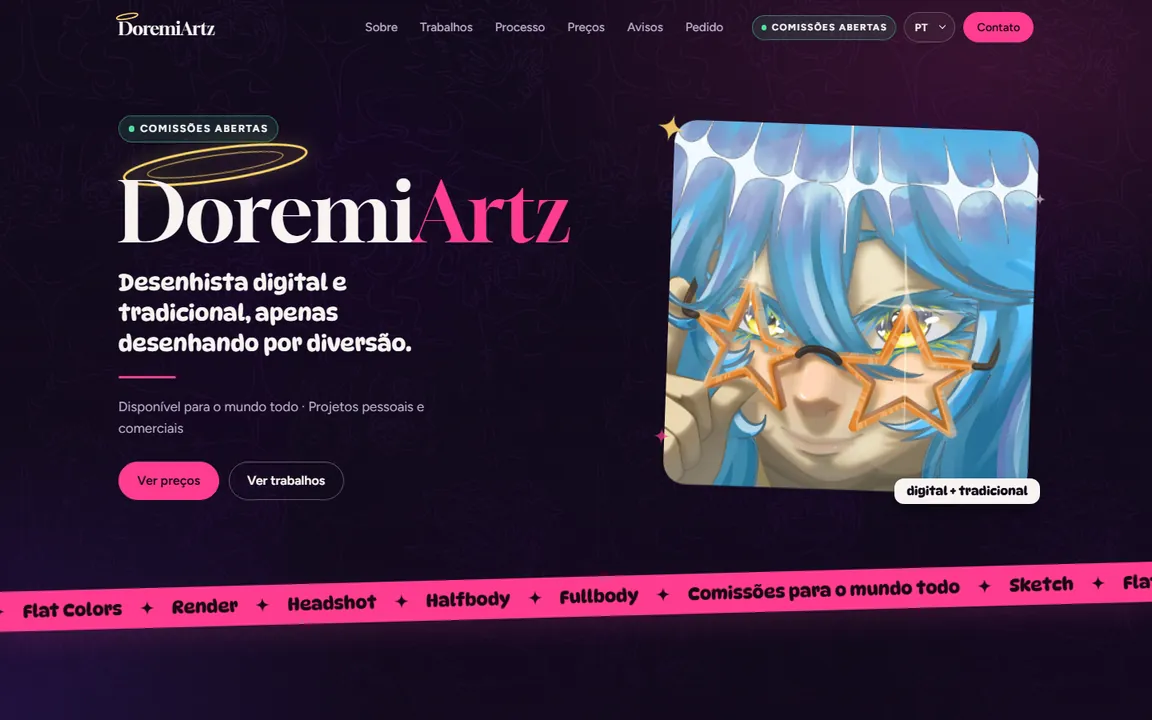 DoremiArtz
Sobre
Trabalhos
Processo
Preços
Avisos
Pedido
COMISSÕES ABERTAS
PT
Contato
COMISSÕES ABERTAS
DoremiArtz
Desenhista digital e
tradicional, apenas
desenhando por diversão.
Disponível para o mundo todo · Projetos pessoais e
comerciais
Ver preços
Ver trabalhos
digital + tradicional
Flat Colors ✦ Render ✦ Headshot ✦ Halfbody ✦ Fullbody ✦ Comissões para o mundo todo ✦ Sketch ✦ Flat